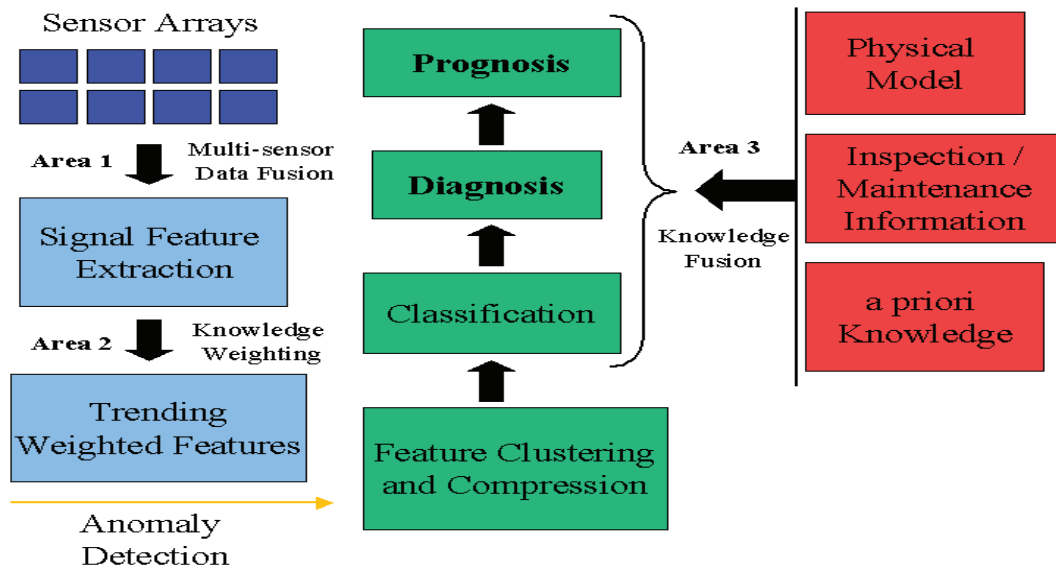 Sensor Arrays
Area 1
Multi-sensor
Data Fusion
Signal Feature
Extraction
Area 2
Knowledge
Weighting
Trending
Weighted Features
Anomaly
Detection
Prognosis
Diagnosis
Classification
Feature Clustering
and Compression
Area 3
Knowledge
Fusion
Physical
Model
Inspection /
Maintenance
Information
a priori
Knowledge